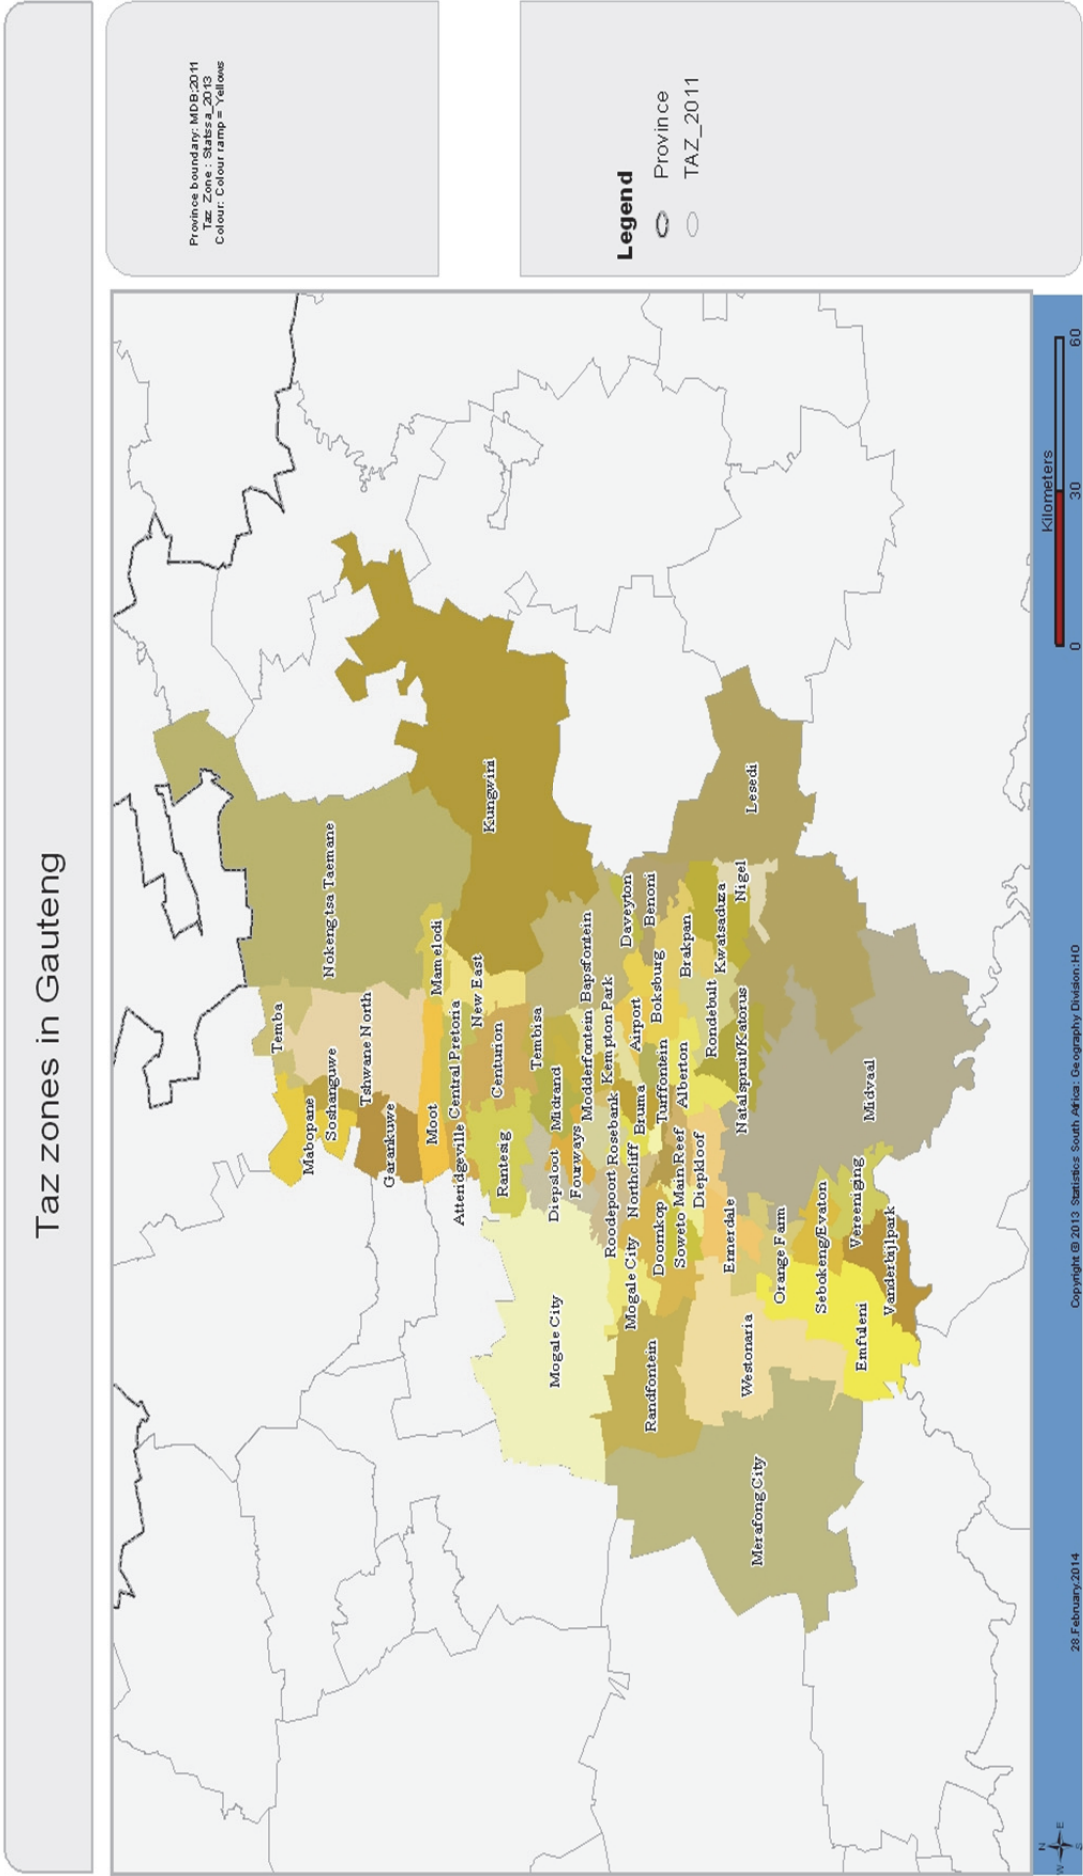 Taz zones in Gauteng
Province boundary: MDB;2011
Taz Zone : Statssa_2013
Colour: Colour ramp = Yellows
Legend
Province
TAZ_2011
Temba
Mabopane
Soshanguwe
Nokengtsa Taemane
Tshwane North
Garankuwe
Moot
Mamelodi
Central Pretoria
Atteridgeville
New East
Kungwini
Centurion
Rantesig
Tembisa
Midrand
Diepsloot
Mogale City
Fourways
Bapsfontein
Modderfontein
Kempton Park
Rosebank
Roodepoort
Daveyton
Airport
Bruma
Northcliff
Mogale City
Benoni
Boksburg
Turffontein
Doornkop
Randfontein
Brakpan
Alberton
Main Reef
Soweto
Diepkloof
Rondebult
Kwatsaduza
Nigel
Natalspruit/Katorus
Ennerdale
Westonaria
Lesedi
Merafong City
Orange Farm
Sebokeng/Evaton
Vereeniging
Midvaal
Emfuleni
Vanderbijlpark
Kilometers
0 30 60
N
W E
S
28.February.2014
Copyright © 2013 Statistics South Africa: Geography Division:HO